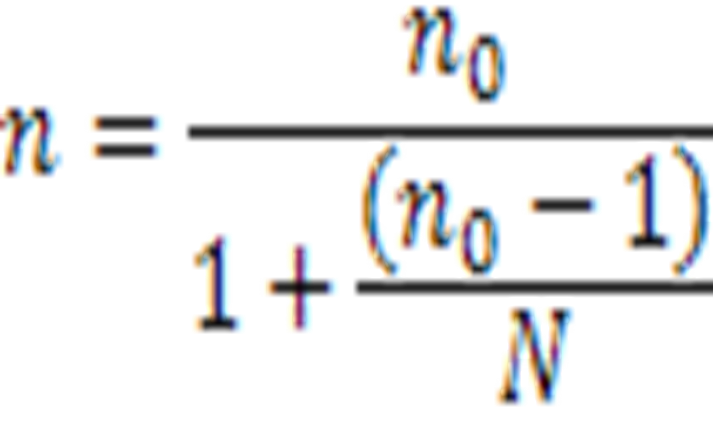 n = n₀ / (1 + (n₀ − 1) / N)